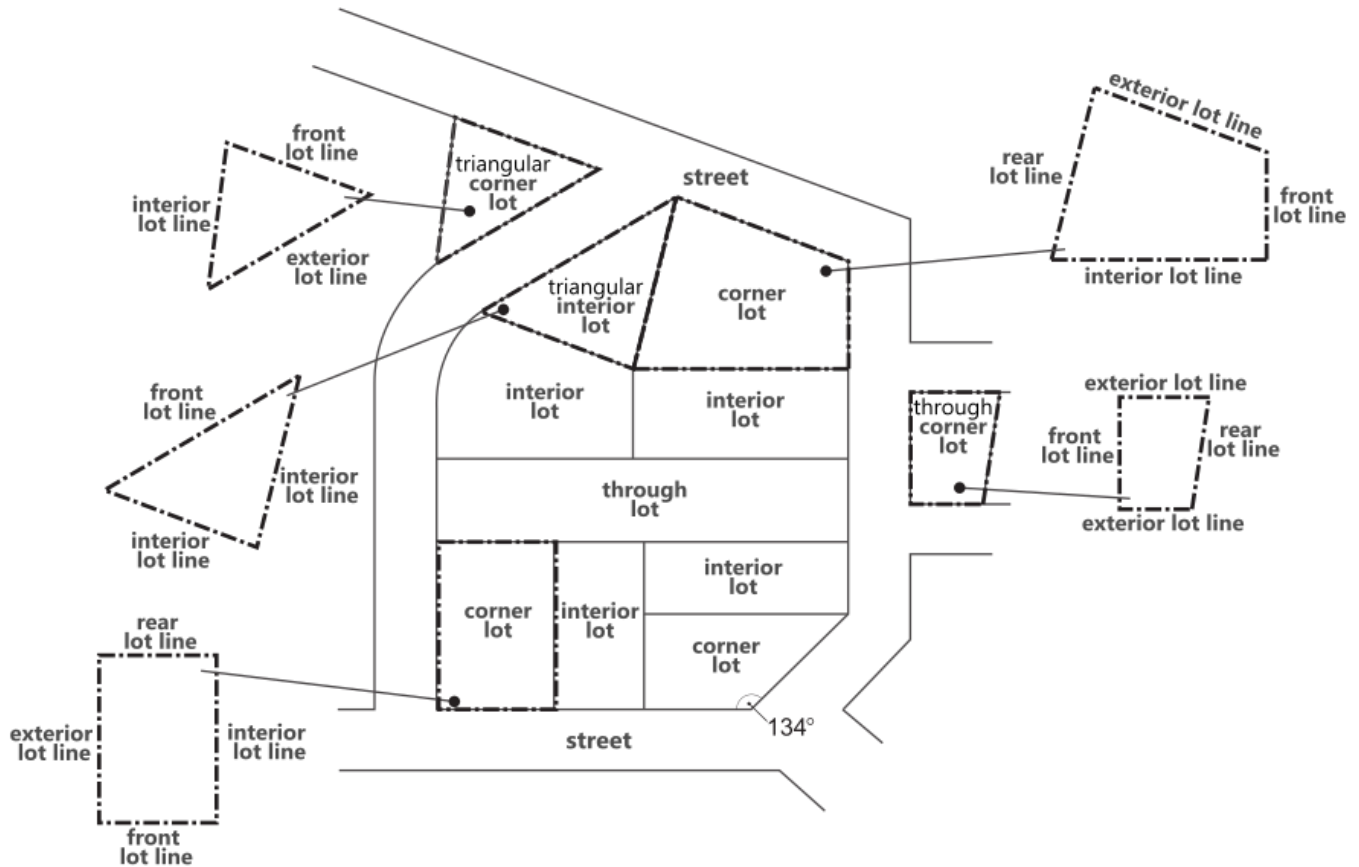 exterior lot line
rear
lot line
front
lot line
interior lot line
front
lot line
interior
lot line
exterior
lot line
triangular
corner
lot
street
triangular
interior
lot
corner
lot
front
lot line
interior
lot line
interior
lot line
interior
lot
interior
lot
through
corner
lot
exterior lot line
front
lot line
rear
lot line
exterior lot line
through
lot
corner
lot
interior
lot
interior
lot
corner
lot
134°
street
rear
lot line
exterior
lot line
interior
lot line
front
lot line